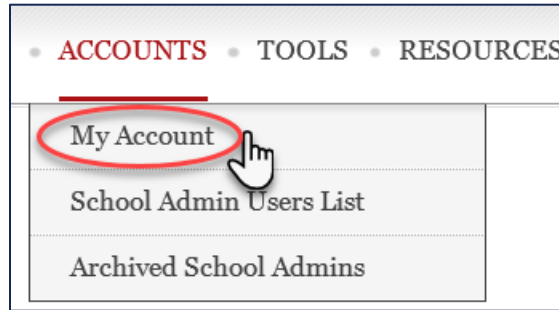 ACCOUNTS TOOLS RESOURCES
My Account
School Admin Users List
Archived School Admins